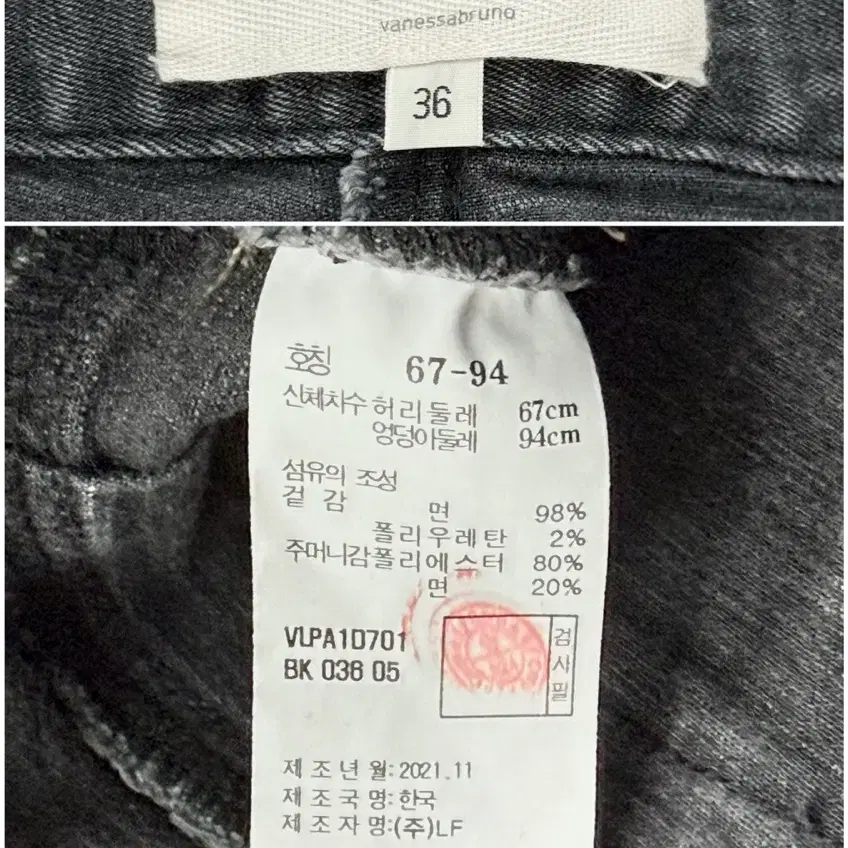 vanessabruno
36
호칭 67-94
신체치수 허리둘레 67cm
엉덩이둘레 94cm
섬유의 조성
겉 감 면 98%
폴리우레탄 2%
주머니감 폴리에스터 80%
면 20%
VLPA1D701
BK 036 05
검사필
제조년월: 2021.11
제조국명: 한국
제조자명: (주)LF